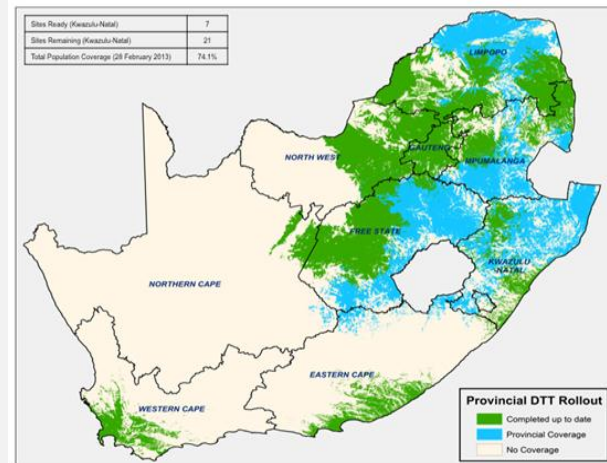 Sites Ready (Kwazulu-Natal) 7
Sites Remaining (Kwazulu-Natal) 21
Total Population Coverage (28 February 2013) 74.1%
LIMPOPO
NORTH WEST
GAUTENG
MPUMALANGA
FREE STATE
KWAZULU
NATAL
NORTHERN CAPE
EASTERN CAPE
WESTERN CAPE
Provincial DTT Rollout
Completed up to date
Provincial Coverage
No Coverage